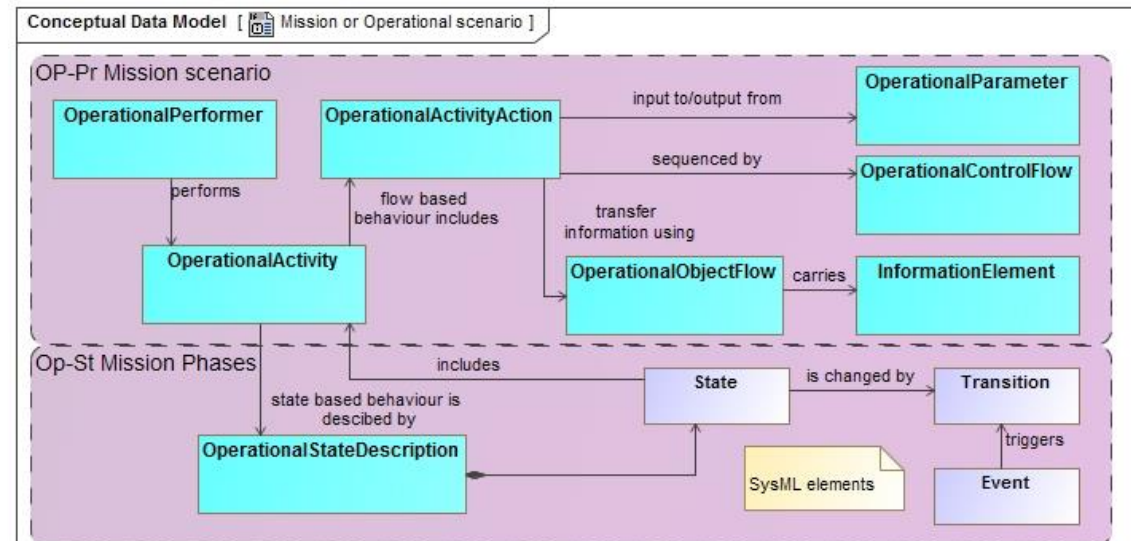 Conceptual Data Model [ Mission or Operational scenario ]
OP-Pr Mission scenario
OperationalPerformer
OperationalActivityAction
input to/output from
OperationalParameter
sequenced by
OperationalControlFlow
performs
flow based
behaviour includes
transfer
information using
OperationalActivity
OperationalObjectFlow
carries
InformationElement
Op-St Mission Phases
includes
State
is changed by
Transition
state based behaviour is
descibed by
triggers
OperationalStateDescription
SysML elements
Event